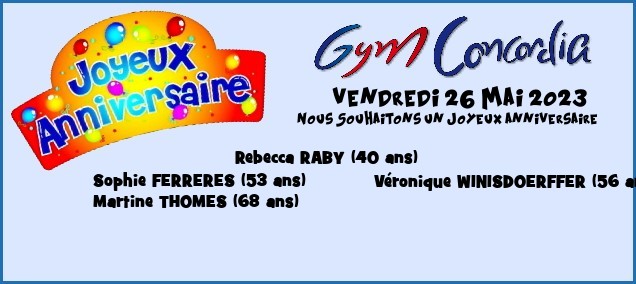 Joyeux
Anniversaire
Gym Concordia
Vendredi 26 Mai 2023
Nous souhaitons un joyeux anniversaire
Rebecca RABY (40 ans)
Sophie FERRERES (53 ans) Véronique WINISDOERFFER (56 a
Martine THOMES (68 ans)